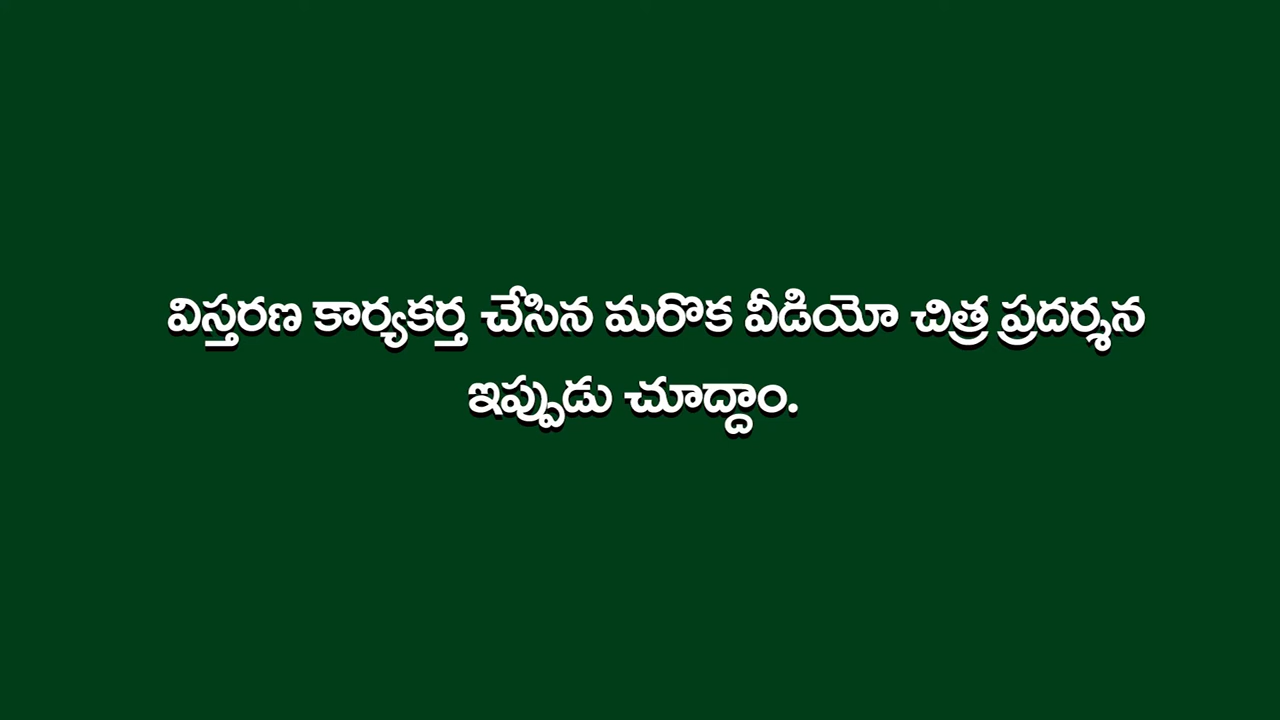 విస్తరణ కార్యకర్త చేసిన మరొక వీడియో చిత్ర ప్రదర్శన
ఇప్పుడు చూద్దాం.